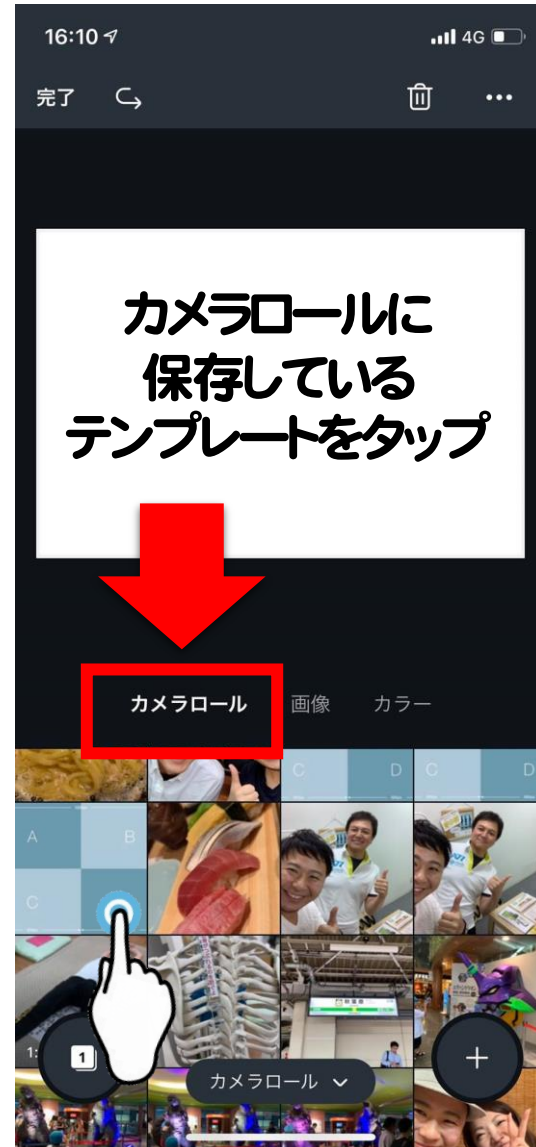 16:10
4G
完了
カメラロールに
保存している
テンプレートをタップ
カメラロール 画像 カラー
C D C D
A B
C
1
カメラロール